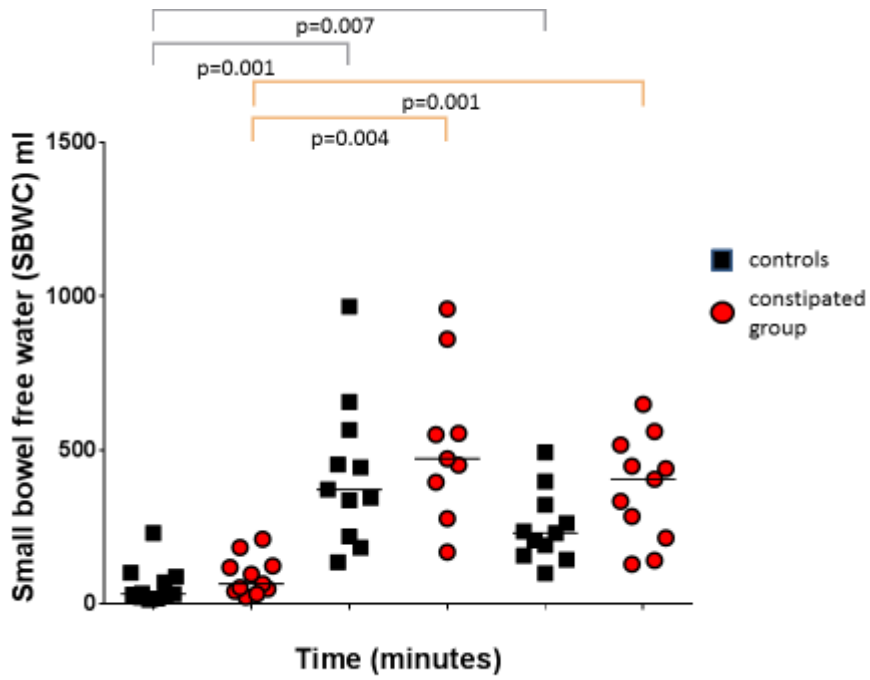 p=0.007
p=0.001
p=0.001
p=0.004
Small bowel free water (SBWC) ml
1500
1000
500
0
controls
constipated
group
Time (minutes)